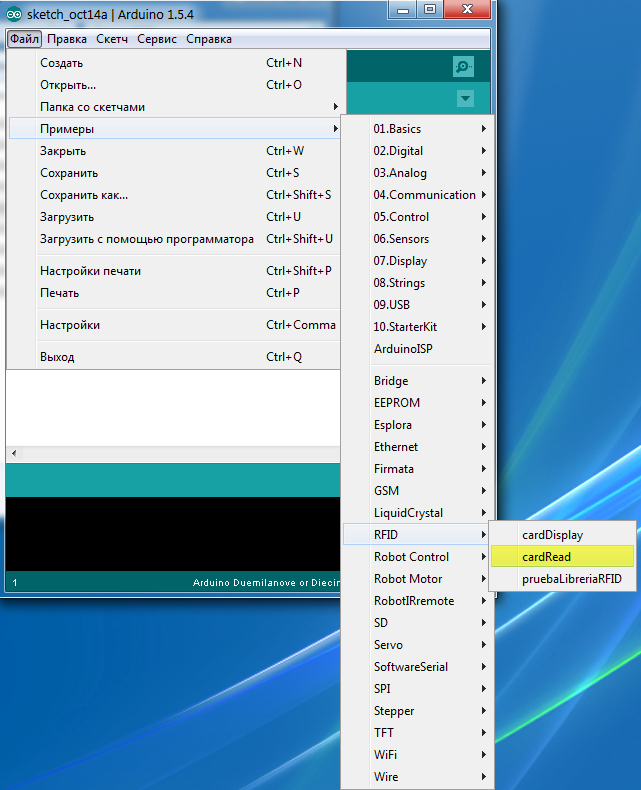 sketch_oct14a | Arduino 1.5.4
Файл Правка Скетч Сервис Справка
Создать Ctrl+N
Открыть... Ctrl+O
Папка со скетчами
Примеры
Закрыть Ctrl+W
Сохранить Ctrl+S
Сохранить как... Ctrl+Shift+S
Загрузить Ctrl+U
Загрузить с помощью программатора Ctrl+Shift+U
Настройки печати Ctrl+Shift+P
Печать Ctrl+P
Настройки Ctrl+Comma
Выход Ctrl+Q
01.Basics
02.Digital
03.Analog
04.Communication
05.Control
06.Sensors
07.Display
08.Strings
09.USB
10.StarterKit
ArduinoISP
Bridge
EEPROM
Esplora
Ethernet
Firmata
GSM
LiquidCrystal
RFID
Robot Control
Robot Motor
RobotIRremote
SD
Servo
SoftwareSerial
SPI
Stepper
TFT
WiFi
Wire
cardDisplay
cardRead
pruebaLibreriaRFID
1 Arduino Duemilanove or Diecim